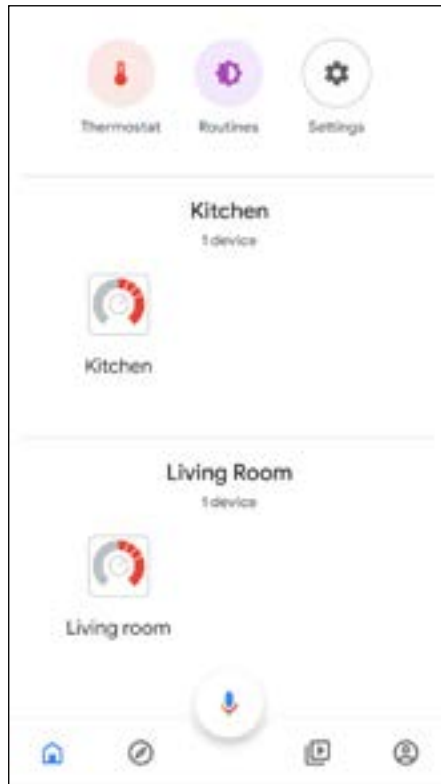 Thermostat
Routines
Settings
Kitchen
1 device
Kitchen
Living Room
1 device
Living room